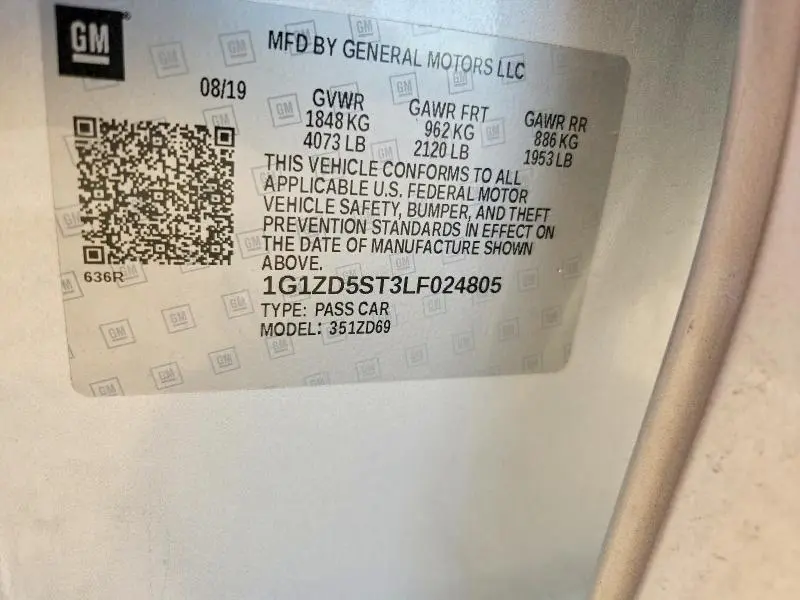 GM
MFD BY GENERAL MOTORS LLC
08/19
GVWR
1848 KG
4073 LB
GAWR FRT
962 KG
2120 LB
GAWR RR
886 KG
1953 LB
THIS VEHICLE CONFORMS TO ALL
APPLICABLE U.S. FEDERAL MOTOR
VEHICLE SAFETY, BUMPER, AND THEFT
PREVENTION STANDARDS IN EFFECT ON
THE DATE OF MANUFACTURE SHOWN
ABOVE.
636R
1G1ZD5ST3LF024805
TYPE: PASS CAR
MODEL: 351ZD69